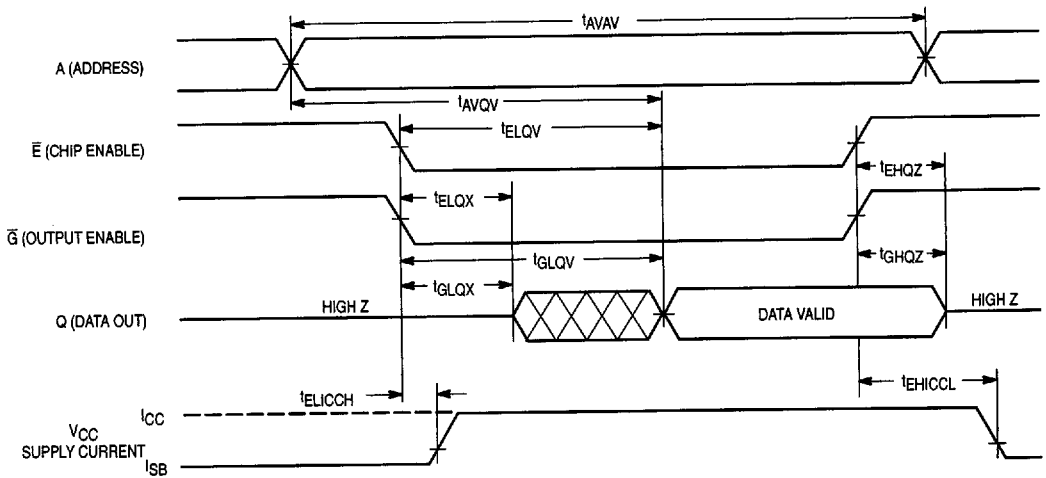 tAVAV
A (ADDRESS)
tAVQV
tELQV
E̅ (CHIP ENABLE)
tEHQZ
tELQX
G̅ (OUTPUT ENABLE)
tGLQV
tGHQZ
tGLQX
HIGH Z
HIGH Z
Q (DATA OUT)
DATA VALID
tELICCH
tEHICCL
ICC
VCC
SUPPLY CURRENT
ISB